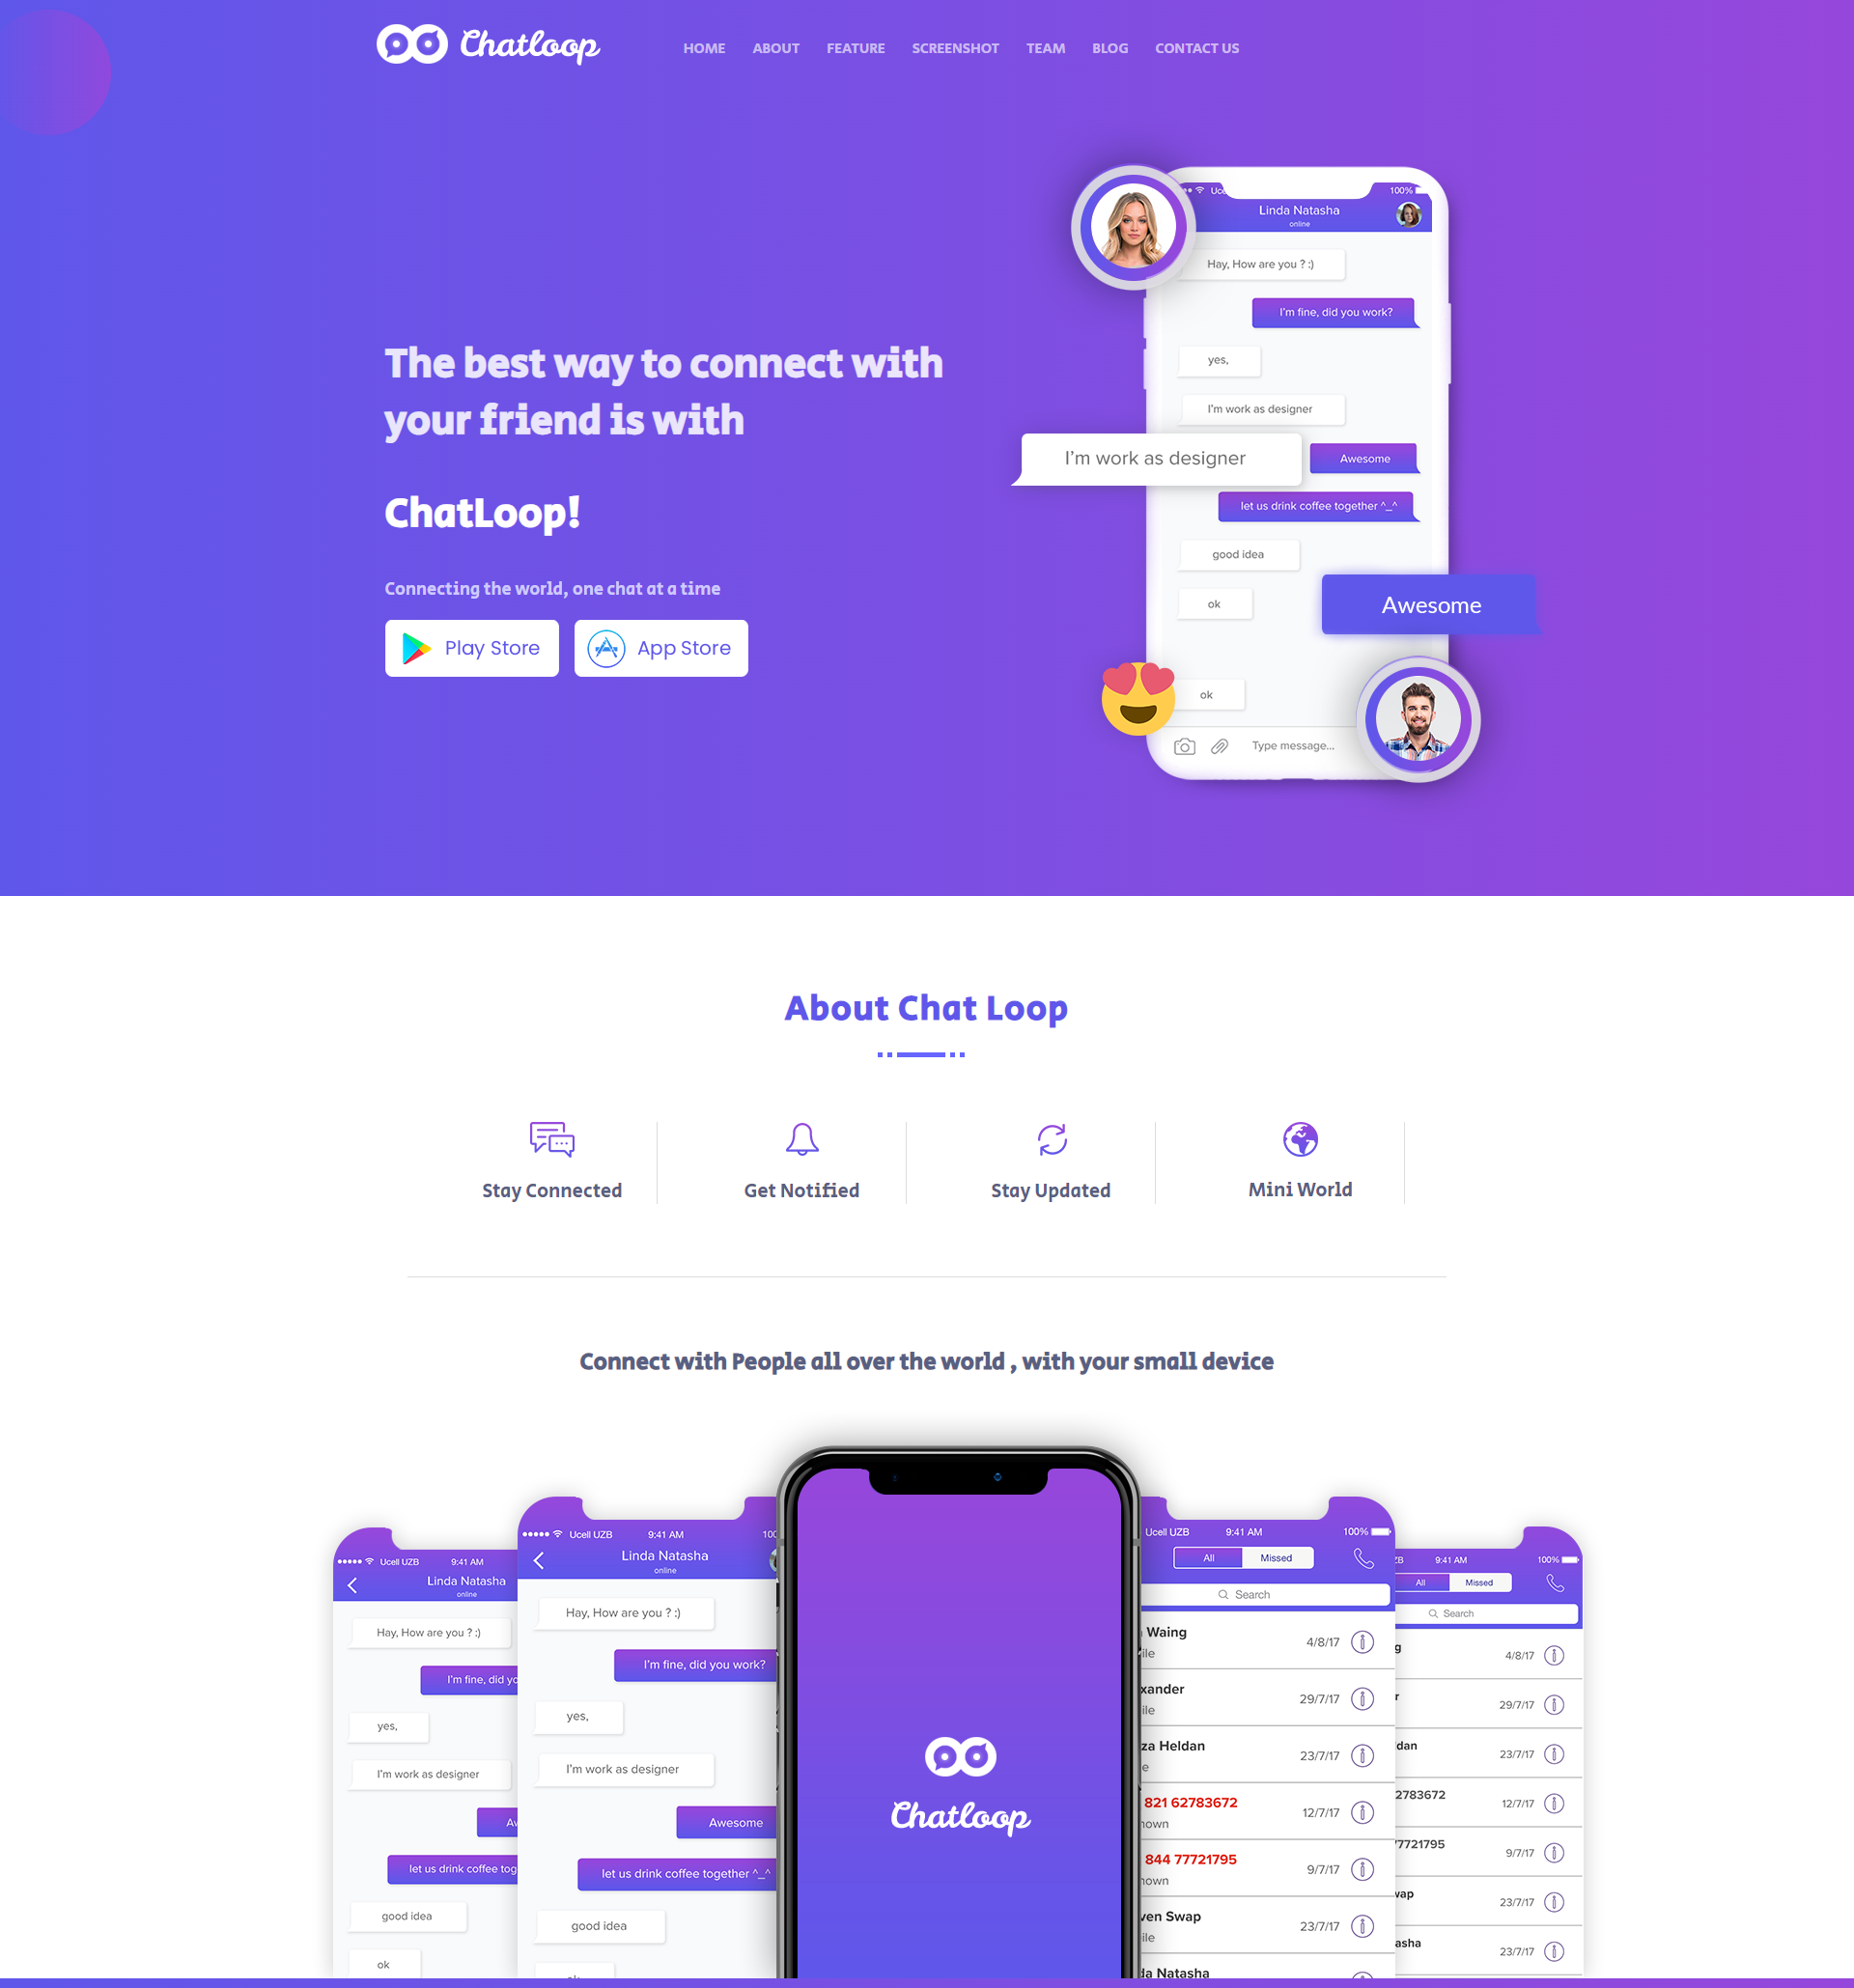 Chatloop
HOME ABOUT FEATURE SCREENSHOT TEAM BLOG CONTACT US
100%
Linda Natasha
online
Hay, How are you ? :)
I'm fine, did you work?
yes,
I'm work as designer
I'm work as designer
Awesome
let us drink coffee together ^_^
good idea
ok
Awesome
ok
Type message...
The best way to connect with
your friend is with
ChatLoop!
Connecting the world, one chat at a time
Play Store
App Store
About Chat Loop
Stay Connected
Get Notified
Stay Updated
Mini World
Connect with People all over the world , with your small device
Ucell UZB 9:41 AM
Linda Natasha
online
Hay, How are you ? :)
I'm fine, did yo
yes,
I'm work as designer
let us drink coffee tog
good idea
ok
Ucell UZB 9:41 AM
Linda Natasha
online
Hay, How are you ? :)
I'm fine, did you work?
yes,
I'm work as designer
Awesome
let us drink coffee together ^_^
good idea
Chatloop
Ucell UZB 9:41 AM 100%
All Missed
Search
Waing 4/8/17
xander 29/7/17
za Heldan 23/7/17
821 62783672
nown 12/7/17
844 77721795
nown 9/7/17
ven Swap 23/7/17
da Natasha
ZB 9:41 AM 100%
All Missed
Search
4/8/17
29/7/17
dan 23/7/17
2783672 12/7/17
77721795 9/7/17
wap 23/7/17
asha 23/7/17